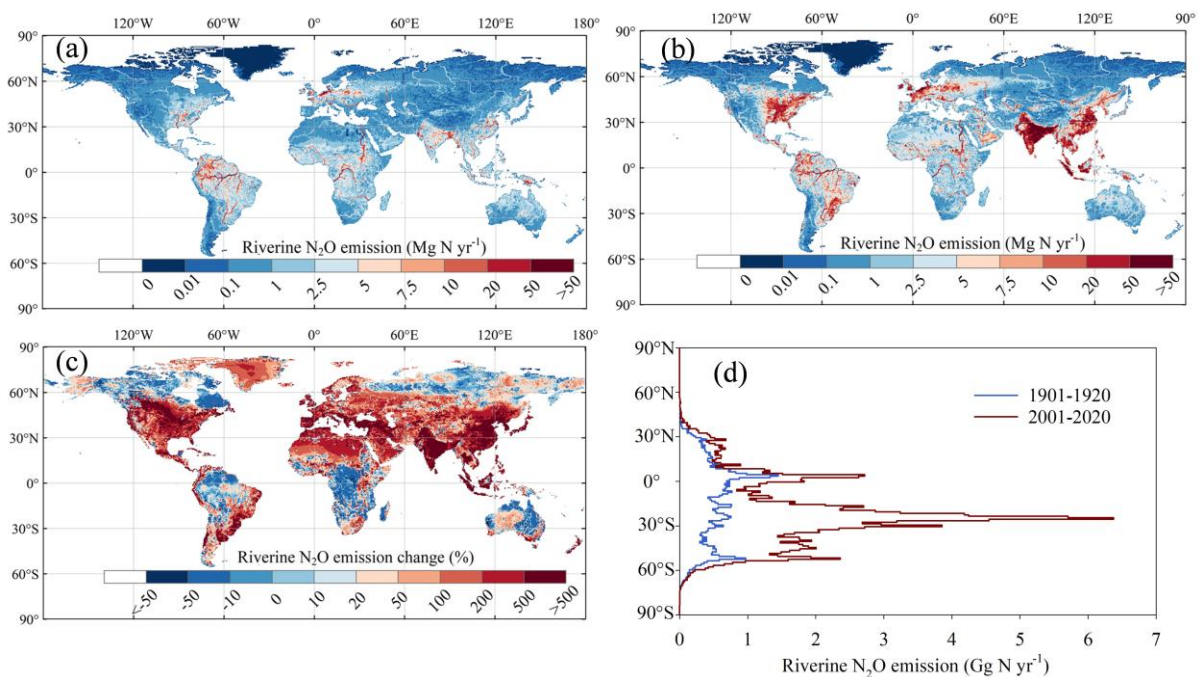 120°W 60°W 0° 60°E 120°E 180°
90°
60°N
30°N
0°
30°S
60°S
90°
(a)
Riverine N₂O emission (Mg N yr⁻¹)
0 0.01 0.1 1 2.5 5 7.5 10 20 50 >50
120°W 60°W 0° 60°E 120°E 90°
90°
60°N
30°N
0°
30°S
60°S
90°
(b)
Riverine N₂O emission (Mg N yr⁻¹)
0 0.01 0.1 1 2.5 5 7.5 10 20 50 >50
120°W 60°W 0° 60°E 120°E 180°
90°
60°N
30°N
0°
30°S
60°S
90°
(c)
Riverine N₂O emission change (%)
<-50 -50 -10 0 10 20 50 100 200 500 >500
90°N
60°N
30°N
0°
30°S
60°S
90°S
(d)
1901-1920
2001-2020
0 1 2 3 4 5 6 7
Riverine N₂O emission (Gg N yr⁻¹)